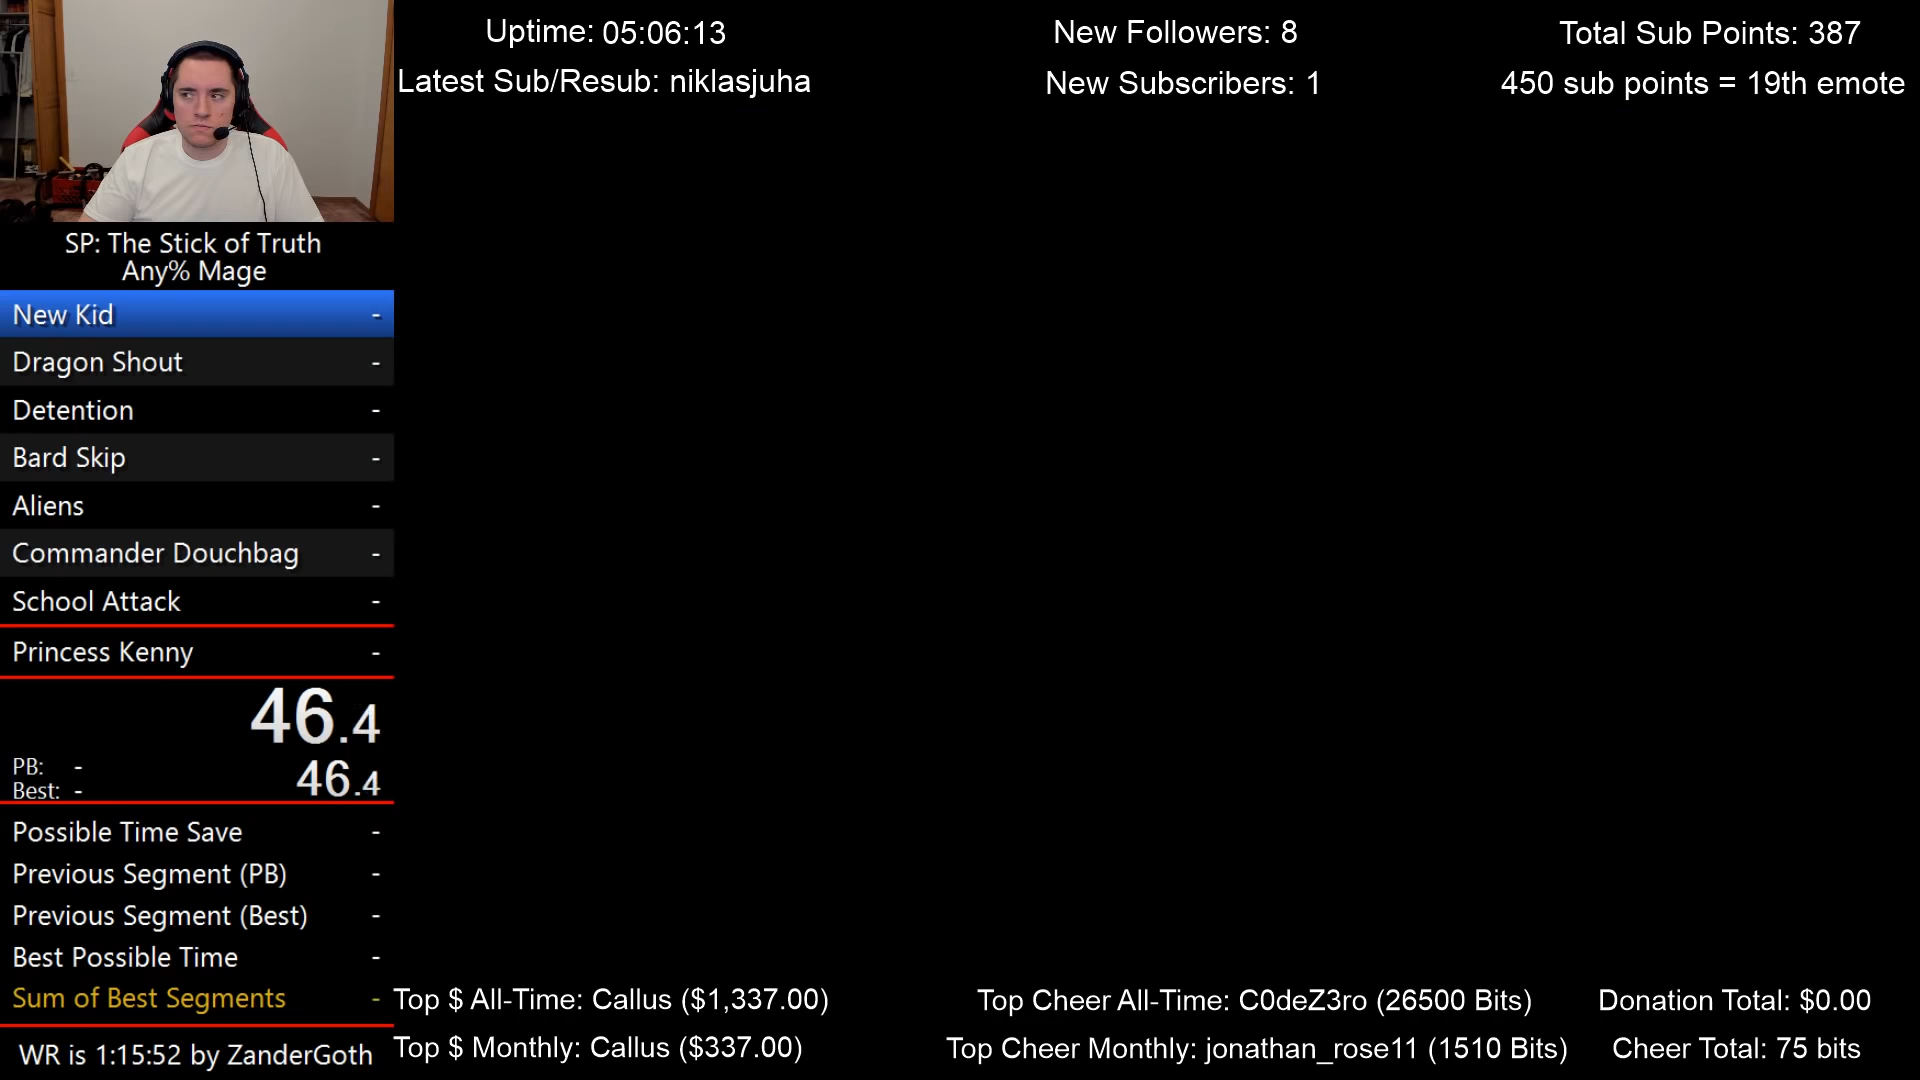 Uptime: 05:06:13
New Followers: 8
Total Sub Points: 387
Latest Sub/Resub: niklasjuha
New Subscribers: 1
450 sub points = 19th emote
SP: The Stick of Truth
Any% Mage
New Kid -
Dragon Shout -
Detention -
Bard Skip -
Aliens -
Commander Douchbag -
School Attack -
Princess Kenny -
46.4
PB: -
Best: -
46.4
Possible Time Save -
Previous Segment (PB) -
Previous Segment (Best) -
Best Possible Time -
Sum of Best Segments -
WR is 1:15:52 by ZanderGoth
Top $ All-Time: Callus ($1,337.00)
Top Cheer All-Time: C0deZ3ro (26500 Bits)
Donation Total: $0.00
Top $ Monthly: Callus ($337.00)
Top Cheer Monthly: jonathan_rose11 (1510 Bits)
Cheer Total: 75 bits